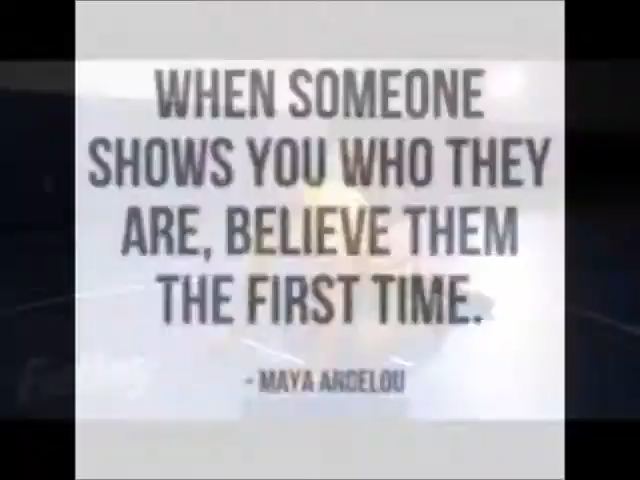 WHEN SOMEONE
SHOWS YOU WHO THEY
ARE, BELIEVE THEM
THE FIRST TIME.
- MAYA ANGELOU